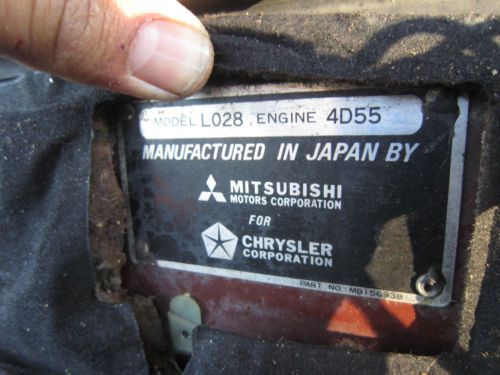 MODEL L028 ENGINE 4D55
MANUFACTURED IN JAPAN BY
MITSUBISHI
MOTORS CORPORATION
FOR
CHRYSLER
CORPORATION
PART NO. MB156938